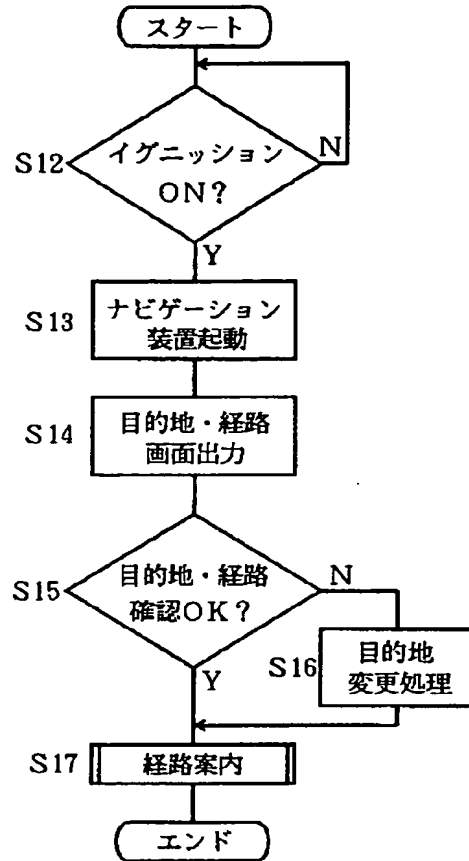 スタート
S12
イグニッション
ON?
N
Y
S13
ナビゲーション
装置起動
S14
目的地・経路
画面出力
S15
目的地・経路
確認OK?
N
Y
S16
目的地
変更処理
S17
経路案内
エンド